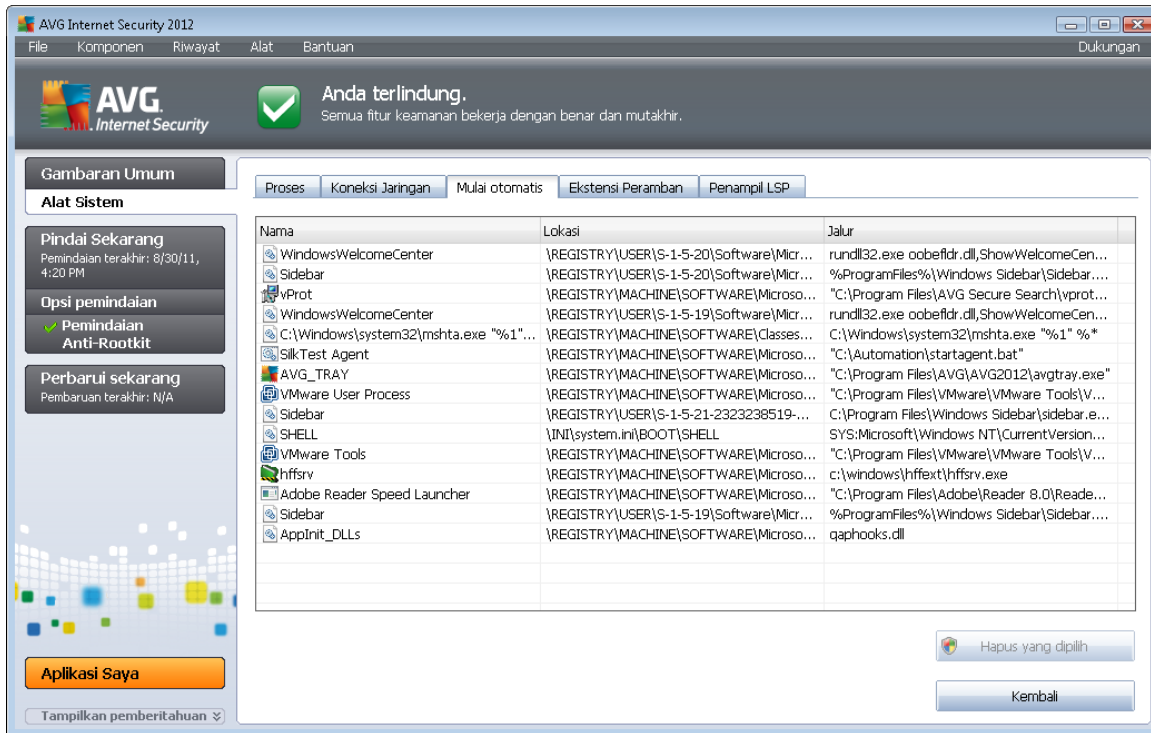 AVG Internet Security 2012
File Komponen Riwayat Alat Bantuan Dukungan
AVG.
Internet Security
Anda terlindung.
Semua fitur keamanan bekerja dengan benar dan mutakhir.
Gambaran Umum
Alat Sistem
Pindai Sekarang
Pemindaian terakhir: 8/30/11,
4:20 PM
Opsi pemindaian
Pemindaian
Anti-Rootkit
Perbarui sekarang
Pembaruan terakhir: N/A
Aplikasi Saya
Tampilkan pemberitahuan
Proses Koneksi Jaringan Mulai otomatis Ekstensi Peramban Penampil LSP
Nama Lokasi Jalur
WindowsWelcomeCenter \REGISTRY\USER\S-1-5-20\Software\Micr... rundll32.exe oobefldr.dll,ShowWelcomeCen...
Sidebar \REGISTRY\USER\S-1-5-20\Software\Micr... %ProgramFiles%\Windows Sidebar\Sidebar....
vProt \REGISTRY\MACHINE\SOFTWARE\Microso... "C:\Program Files\AVG Secure Search\vprot...
WindowsWelcomeCenter \REGISTRY\USER\S-1-5-19\Software\Micr... rundll32.exe oobefldr.dll,ShowWelcomeCen...
C:\Windows\system32\mshta.exe "%1"... \REGISTRY\MACHINE\SOFTWARE\Classes... C:\Windows\system32\mshta.exe "%1" %*
SilkTest Agent \REGISTRY\MACHINE\SOFTWARE\Microso... "C:\Automation\startagent.bat"
AVG_TRAY \REGISTRY\MACHINE\SOFTWARE\Microso... "C:\Program Files\AVG\AVG2012\avgtray.exe"
VMware User Process \REGISTRY\MACHINE\SOFTWARE\Microso... "C:\Program Files\VMware\VMware Tools\V...
Sidebar \REGISTRY\USER\S-1-5-21-2323238519-... C:\Program Files\Windows Sidebar\sidebar.e...
SHELL \INI\system.ini\BOOT\SHELL SYS:Microsoft\Windows NT\CurrentVersion...
VMware Tools \REGISTRY\MACHINE\SOFTWARE\Microso... "C:\Program Files\VMware\VMware Tools\V...
hffsrv \REGISTRY\MACHINE\SOFTWARE\Microso... c:\windows\hffext\hffsrv.exe
Adobe Reader Speed Launcher \REGISTRY\MACHINE\SOFTWARE\Microso... "C:\Program Files\Adobe\Reader 8.0\Reade...
Sidebar \REGISTRY\USER\S-1-5-19\Software\Micr... %ProgramFiles%\Windows Sidebar\Sidebar....
AppInit_DLLs \REGISTRY\MACHINE\SOFTWARE\Microso... qaphooks.dll
Hapus yang dipilih
Kembali